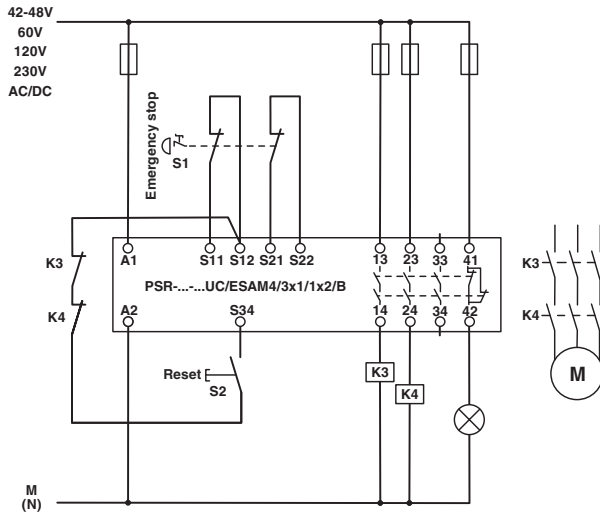 42-48V
60V
120V
230V
AC/DC
Emergency stop
S1
K3
K4
A1
S11
S12
S21
S22
13
23
33
41
PSR-...-...UC/ESAM4/3x1/1x2/B
A2
S34
14
24
34
42
Reset
S2
K3
K4
K3
K4
M
M
(N)